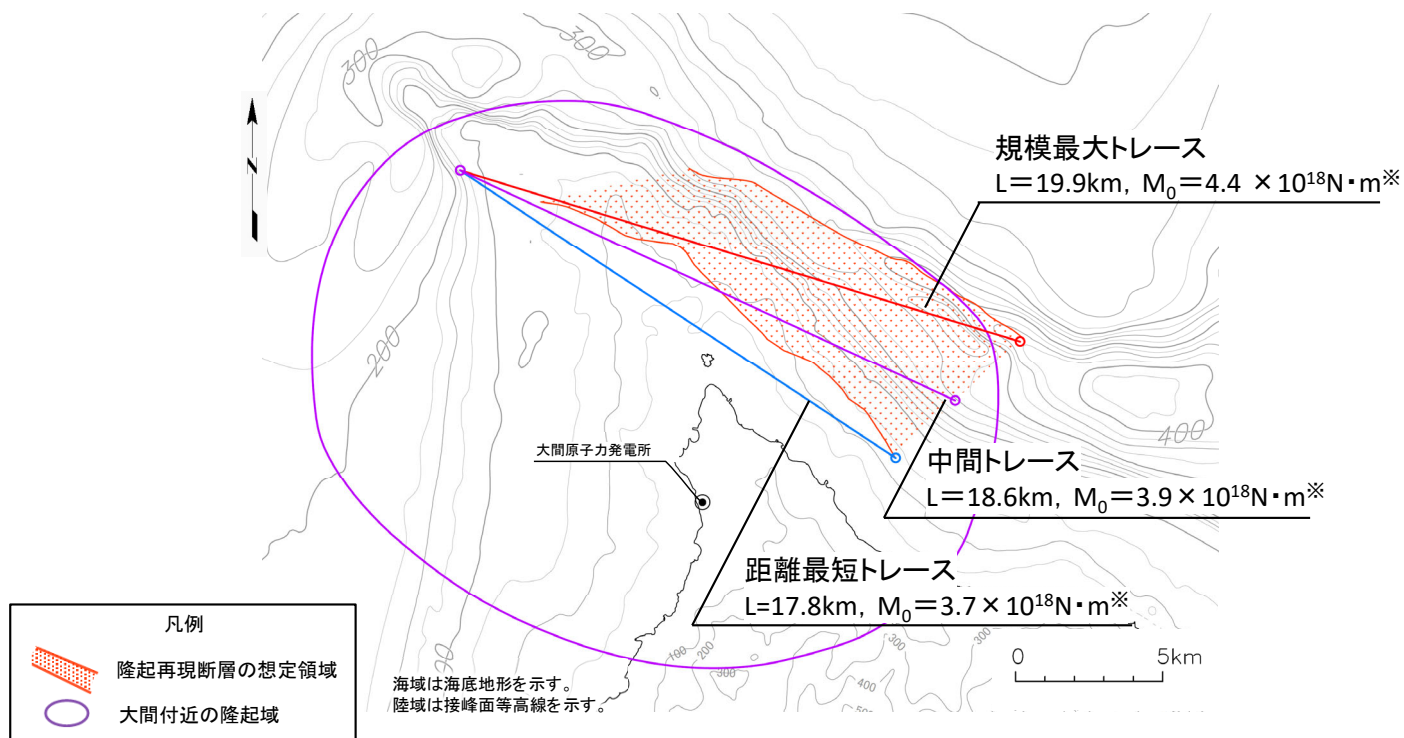 300
300
N
規模最大トレース
L＝19.9km, M₀＝4.4 ×10¹⁸N・m※
200
400
大間原子力発電所
中間トレース
L＝18.6km, M₀＝3.9×10¹⁸N・m※
距離最短トレース
L=17.8km, M₀＝3.7×10¹⁸N・m※
凡例
隆起再現断層の想定領域
大間付近の隆起域
海域は海底地形を示す。
陸域は接峰面等高線を示す。
100
200
300
300
300
400
0 5km